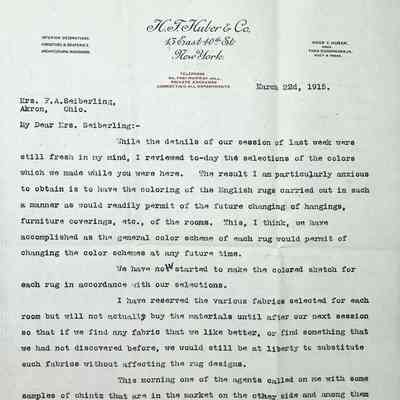 H. F. Huber & Co.
13 East 40th St.
New York.
INTERIOR DECORATIONS
FURNITURE & DRAPERIES
TELEPHONE
PRIVATE EXCHANGE
CONNECTING ALL DEPARTMENTS
March 22d, 1915.
Mrs. F.A.Seiberling,
Akron, Ohio.
My Dear Mrs. Seiberling:-
While the details of our session of last week were
still fresh in my mind, I reviewed to-day the selections of the colors
which we made while you were here. The result I am particularly anxious
to obtain is to have the coloring of the English rugs carried out in such
a manner as would readily permit of the future changing of hangings,
furniture coverings, etc., of the rooms. This, I think, we have
accomplished as the general color scheme of each rug would permit of
changing the color schemes at any future time.
We have now started to make the colored sketch for
each rug in accordance with our selections.
I have reserved the various fabrics selected for each
room but will not actually buy the materials until after our next session
so that if we find any fabric that we like better, or find something that
we had not discovered before, we would still be at liberty to substitute
such fabrics without affecting the rug designs.
This morning one of the agents called on me with some
samples of chintz that are in the market on the other side and among them